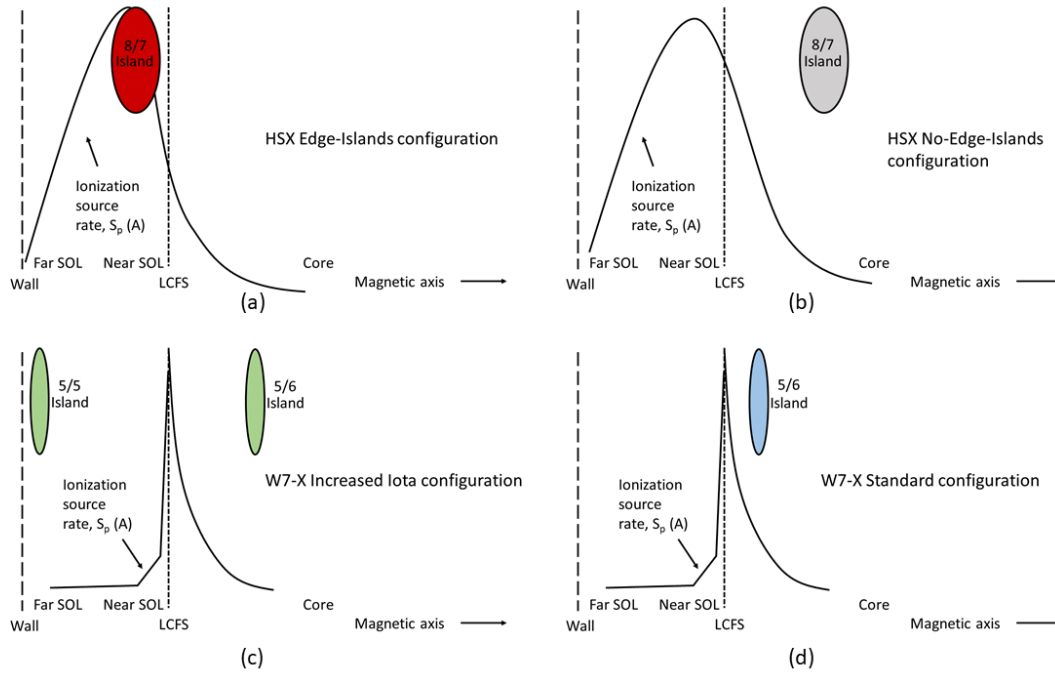 8/7
Island
HSX Edge-Islands configuration
Ionization
source
rate, Sp (A)
Far SOL
Near SOL
Core
Wall
LCFS
Magnetic axis
(a)
8/7
Island
HSX No-Edge-Islands
configuration
Ionization
source
rate, Sp (A)
Far SOL
Near SOL
Core
Wall
LCFS
Magnetic axis
(b)
5/5
Island
5/6
Island
W7-X Increased Iota configuration
Ionization
source
rate, Sp (A)
Far SOL
Near SOL
Core
Wall
LCFS
Magnetic axis
(c)
5/6
Island
W7-X Standard configuration
Ionization
source
rate, Sp (A)
Far SOL
Near SOL
Core
Wall
LCFS
Magnetic axis
(d)